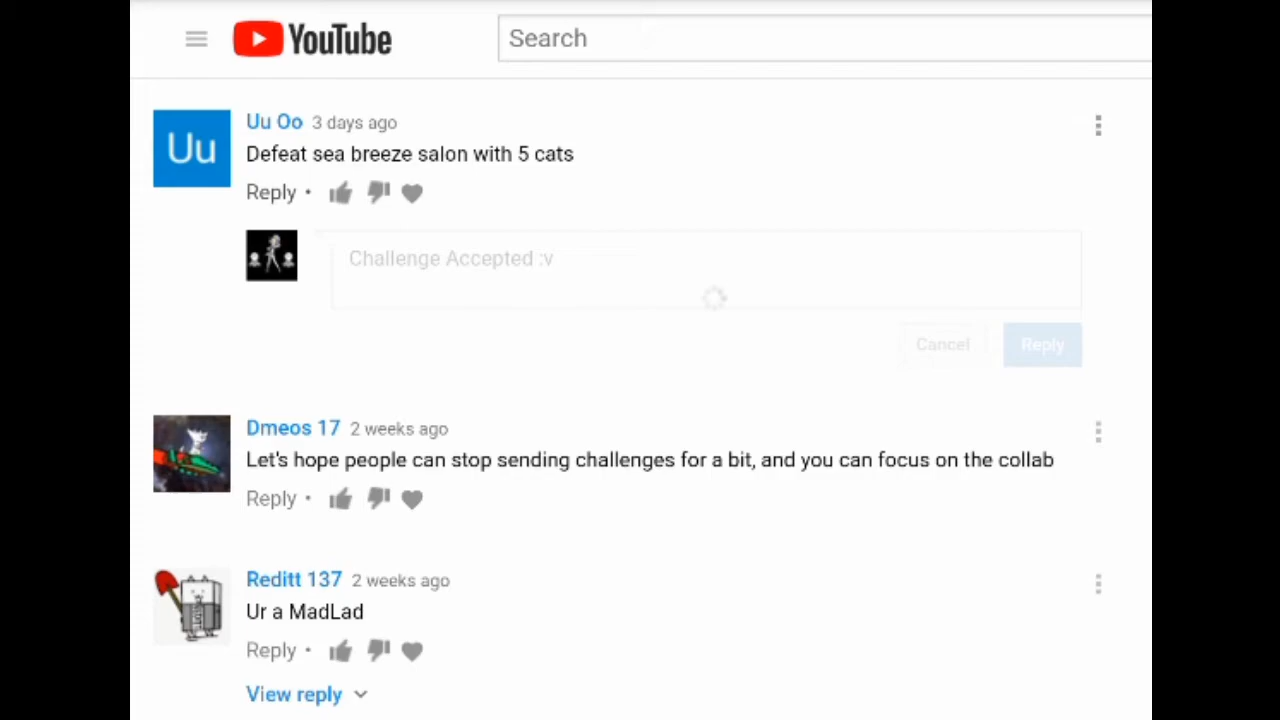 YouTube
Search
Uu
Uu Oo 3 days ago
Defeat sea breeze salon with 5 cats
Reply •
Challenge Accepted :v
Cancel
Reply
Dmeos 17 2 weeks ago
Let's hope people can stop sending challenges for a bit, and you can focus on the collab
Reply •
Reditt 137 2 weeks ago
Ur a MadLad
Reply •
View reply